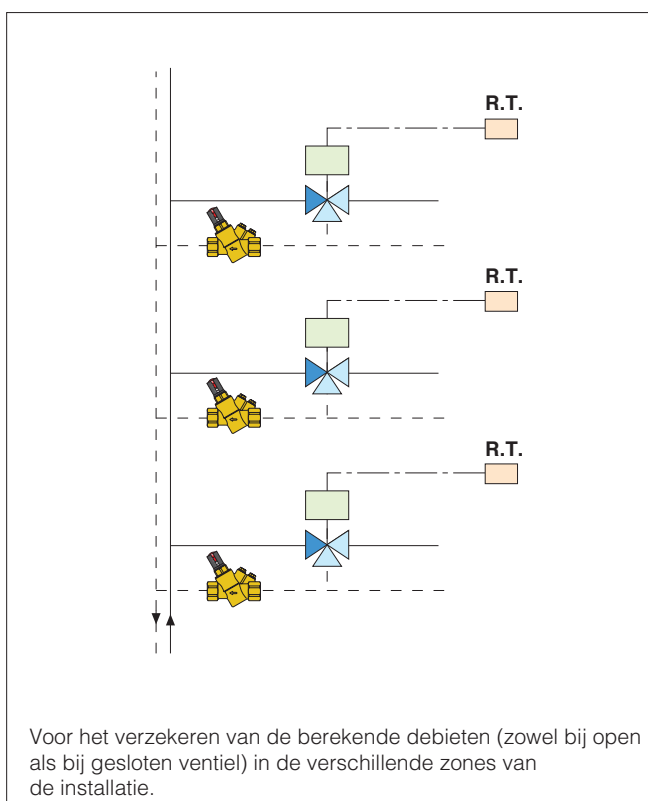 R.T.
R.T.
R.T.
Voor het verzekeren van de berekende debieten (zowel bij open
als bij gesloten ventiel) in de verschillende zones van
de installatie.